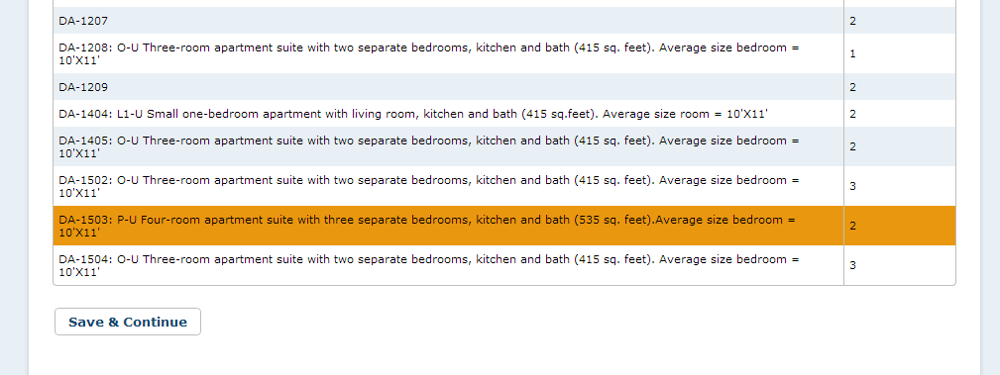 DA-1207 2
DA-1208: O-U Three-room apartment suite with two separate bedrooms, kitchen and bath (415 sq. feet). Average size bedroom = 1
10'X11'
DA-1209 2
DA-1404: L1-U Small one-bedroom apartment with living room, kitchen and bath (415 sq.feet). Average size room = 10'X11' 2
DA-1405: O-U Three-room apartment suite with two separate bedrooms, kitchen and bath (415 sq. feet). Average size bedroom = 2
10'X11'
DA-1502: O-U Three-room apartment suite with two separate bedrooms, kitchen and bath (415 sq. feet). Average size bedroom = 3
10'X11'
DA-1503: P-U Four-room apartment suite with three separate bedrooms, kitchen and bath (535 sq. feet).Average size bedroom = 2
10'X11'
DA-1504: O-U Three-room apartment suite with two separate bedrooms, kitchen and bath (415 sq. feet). Average size bedroom = 3
10'X11'
Save & Continue